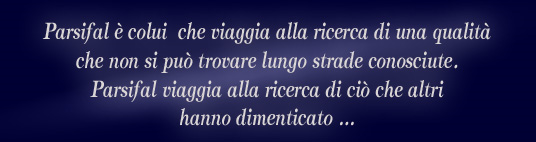 Parsifal è colui che viaggia alla ricerca di una qualità
che non si può trovare lungo strade conosciute.
Parsifal viaggia alla ricerca di ciò che altri
hanno dimenticato ...